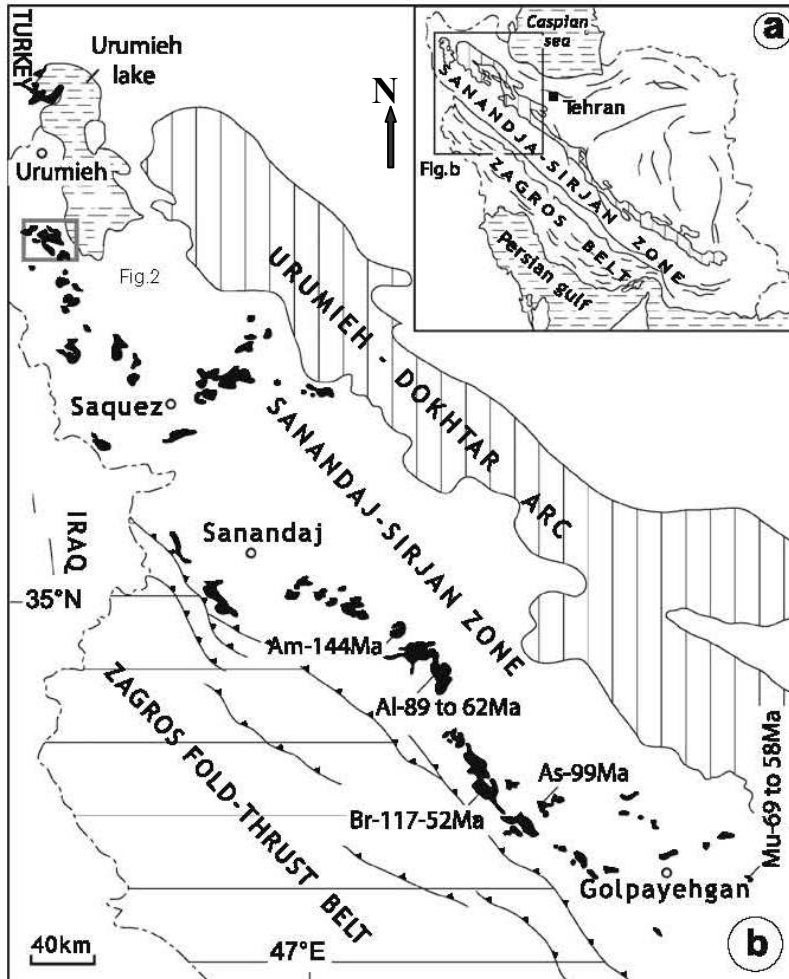 TURKEY
Urumieh
lake
N
Urumieh
Fig.2
Saquez
URUMIEH - DOKHTAR ARC
SANANDAJ-SIRJAN ZONE
IRAQ
Sanandaj
35°N
Am-144Ma
Al-89 to 62Ma
ZAGROS FOLD-THRUST BELT
As-99Ma
Br-117-52Ma
Mu-69 to 58Ma
Golpayehgan
40km
47°E
b
a
Caspian
sea
Tehran
SANANDJA-SIRJAN ZONE
Fig.b
ZAGROS BELT
Persian gulf